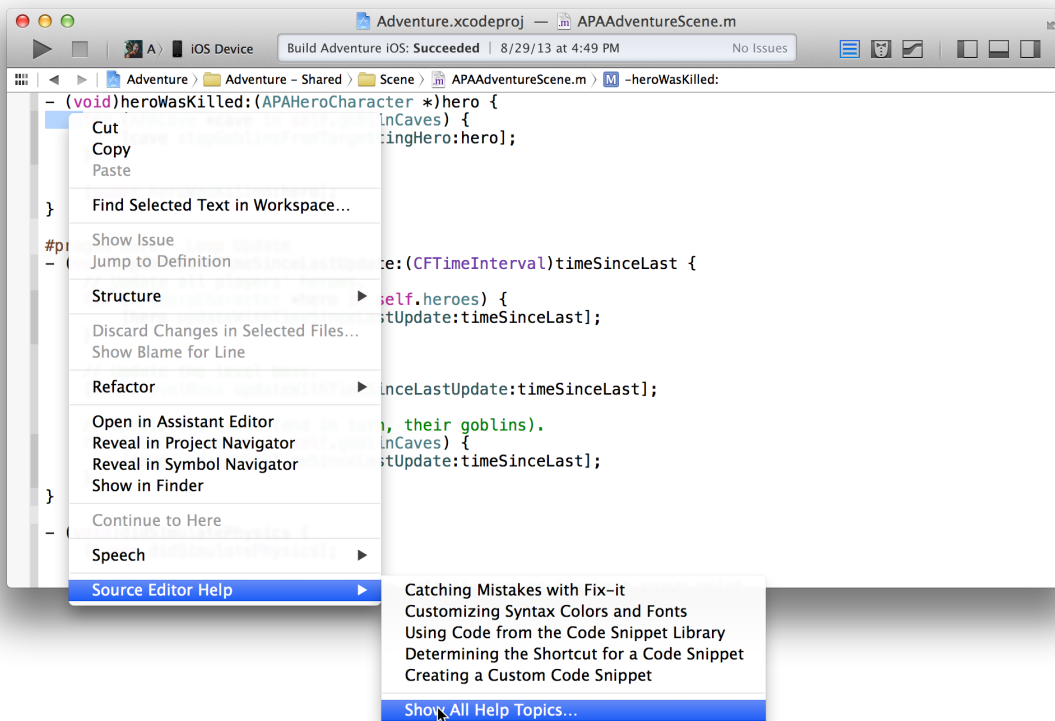 Adventure.xcodeproj — APAAdventureScene.m
A⟩ iOS Device
Build Adventure iOS: Succeeded | 8/29/13 at 4:49 PM No Issues
Adventure ⟩ Adventure – Shared ⟩ Scene ⟩ APAAdventureScene.m ⟩ M -heroWasKilled:
- (void)heroWasKilled:(APAHeroCharacter *)hero {
inCaves) {
ingHero:hero];
}
#pr
- (
e:(CFTimeInterval)timeSinceLast {
self.heroes) {
stUpdate:timeSinceLast];
SinceLastUpdate:timeSinceLast];
, their goblins).
inCaves) {
stUpdate:timeSinceLast];
}
- (
Cut
Copy
Paste
Find Selected Text in Workspace...
Show Issue
Jump to Definition
Structure
Discard Changes in Selected Files...
Show Blame for Line
Refactor
Open in Assistant Editor
Reveal in Project Navigator
Reveal in Symbol Navigator
Show in Finder
Continue to Here
Speech
Source Editor Help
Catching Mistakes with Fix-it
Customizing Syntax Colors and Fonts
Using Code from the Code Snippet Library
Determining the Shortcut for a Code Snippet
Creating a Custom Code Snippet
Show All Help Topics...